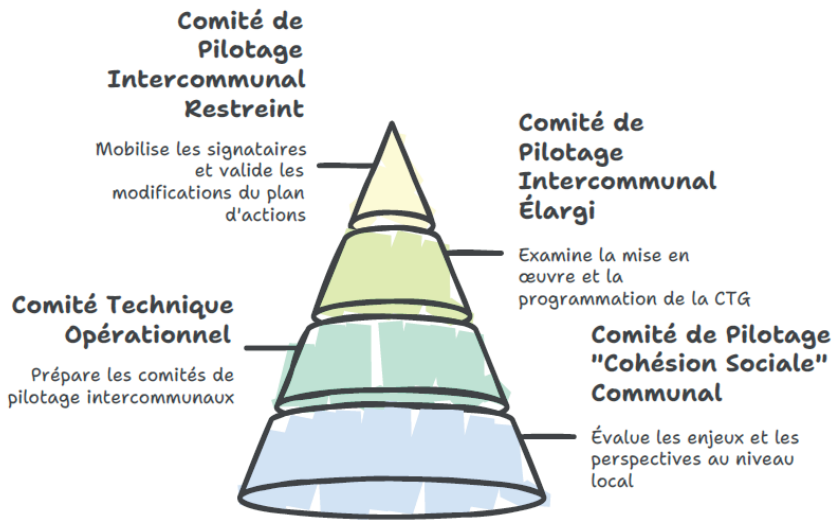 Comité de
Pilotage
Intercommunal
Restreint
Mobilise les signataires
et valide les
modifications du plan
d'actions
Comité de
Pilotage
Intercommunal
Élargi
Examine la mise en
œuvre et la
programmation de la CTG
Comité Technique
Opérationnel
Prépare les comités de
pilotage intercommunaux
Comité de Pilotage
"Cohésion Sociale"
Communal
Évalue les enjeux et les
perspectives au niveau
local